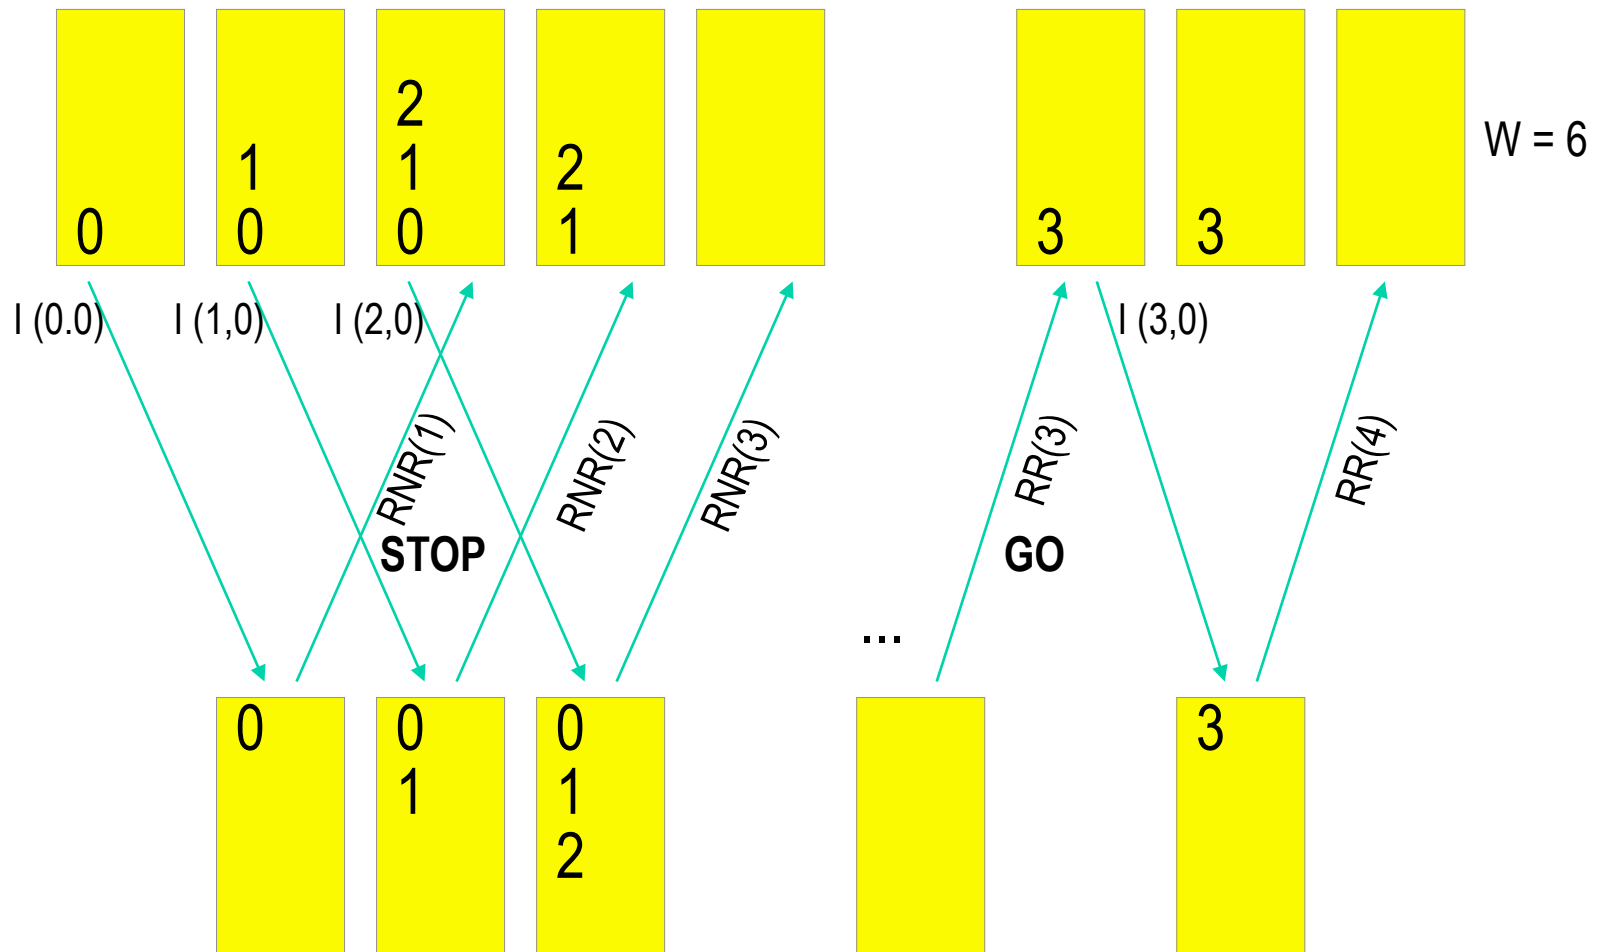 0
1
0
2
1
0
2
1
3
3
W = 6
I (0.0)
I (1,0)
I (2,0)
I (3,0)
RNR(1)
RNR(2)
RNR(3)
RR(3)
RR(4)
STOP
GO
...
0
0
1
0
1
2
3